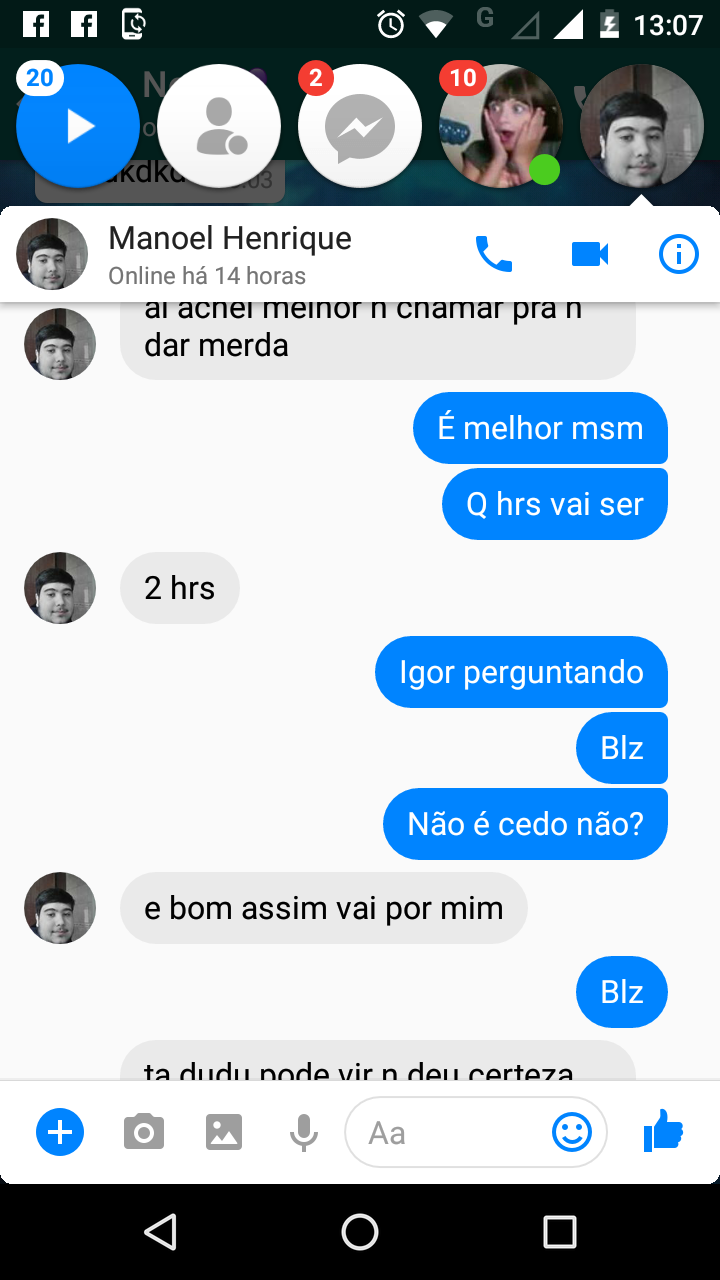 G
13:07
20
2
10
Manoel Henrique
Online há 14 horas
ai achei melhor n chamar pra n
dar merda
É melhor msm
Q hrs vai ser
2 hrs
Igor perguntando
Blz
Não é cedo não?
e bom assim vai por mim
Blz
ta dudu pode vir n deu certeza
Aa